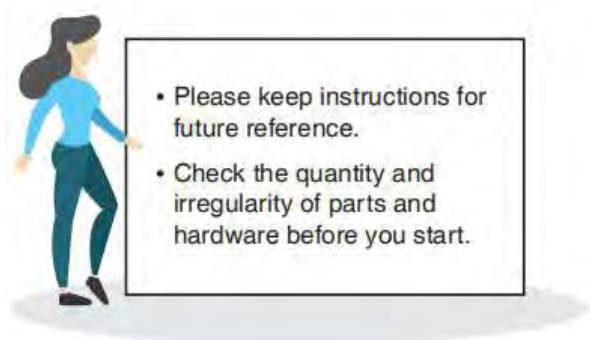 • Please keep instructions for
future reference.
• Check the quantity and
irregularity of parts and
hardware before you start.